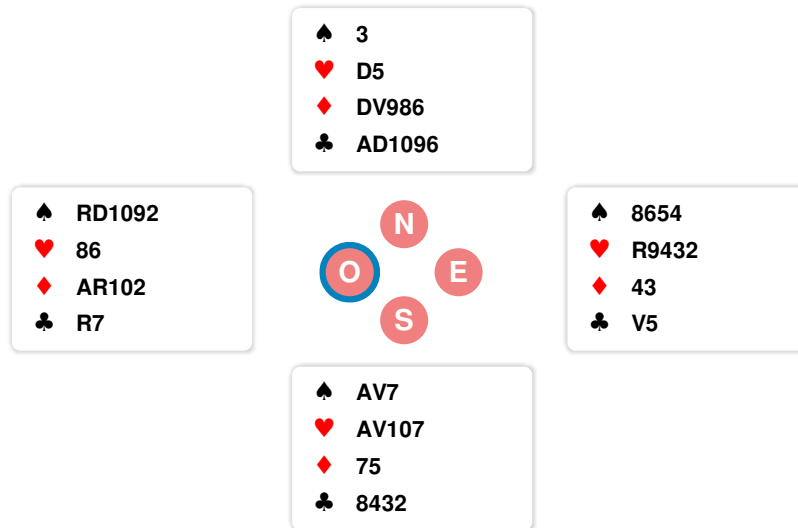 ♠ 3
♥ D5
♦ DV986
♣ AD1096
♠ RD1092
♥ 86
♦ AR102
♣ R7
N
O E
S
♠ 8654
♥ R9432
♦ 43
♣ V5
♠ AV7
♥ AV107
♦ 75
♣ 8432